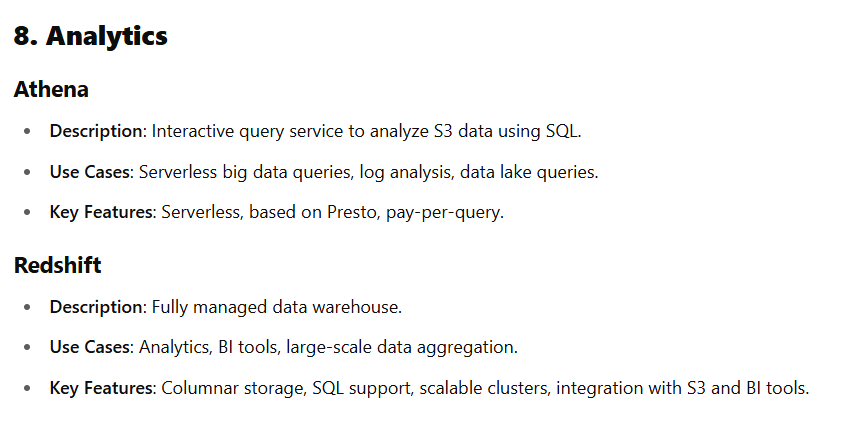 8. Analytics
Athena
• Description: Interactive query service to analyze S3 data using SQL.
• Use Cases: Serverless big data queries, log analysis, data lake queries.
• Key Features: Serverless, based on Presto, pay-per-query.
Redshift
• Description: Fully managed data warehouse.
• Use Cases: Analytics, BI tools, large-scale data aggregation.
• Key Features: Columnar storage, SQL support, scalable clusters, integration with S3 and BI tools.